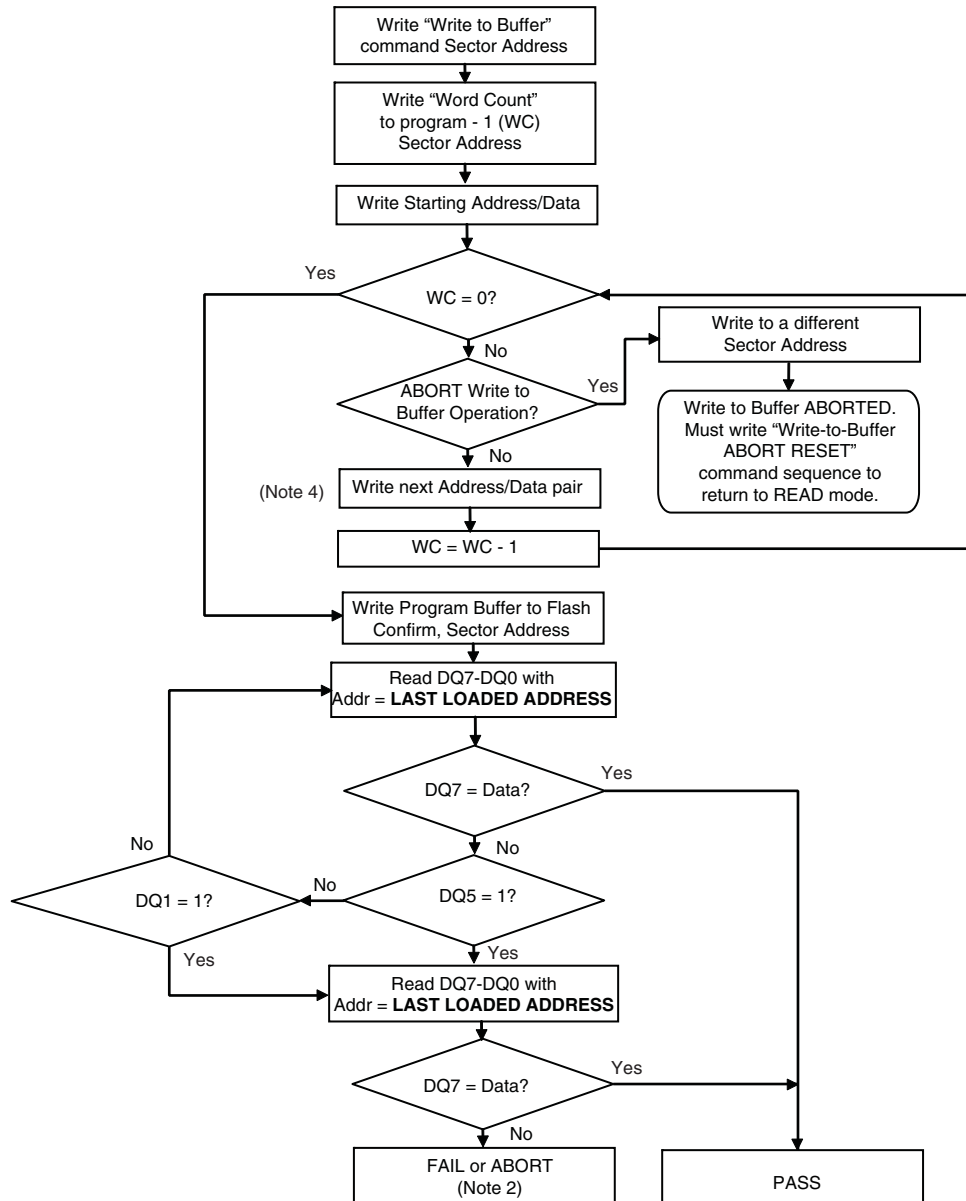 Write “Write to Buffer”
command Sector Address
Write “Word Count”
to program - 1 (WC)
Sector Address
Write Starting Address/Data
Yes
WC = 0?
No
Write to a different
Sector Address
ABORT Write to
Buffer Operation?
Yes
No
Write to Buffer ABORTED.
Must write “Write-to-Buffer
ABORT RESET”
command sequence to
return to READ mode.
(Note 4)
Write next Address/Data pair
WC = WC - 1
Write Program Buffer to Flash
Confirm, Sector Address
Read DQ7-DQ0 with
Addr = LAST LOADED ADDRESS
DQ7 = Data?
Yes
No
No
DQ1 = 1?
No
DQ5 = 1?
Yes
Yes
Read DQ7-DQ0 with
Addr = LAST LOADED ADDRESS
DQ7 = Data?
Yes
No
FAIL or ABORT
(Note 2)
PASS